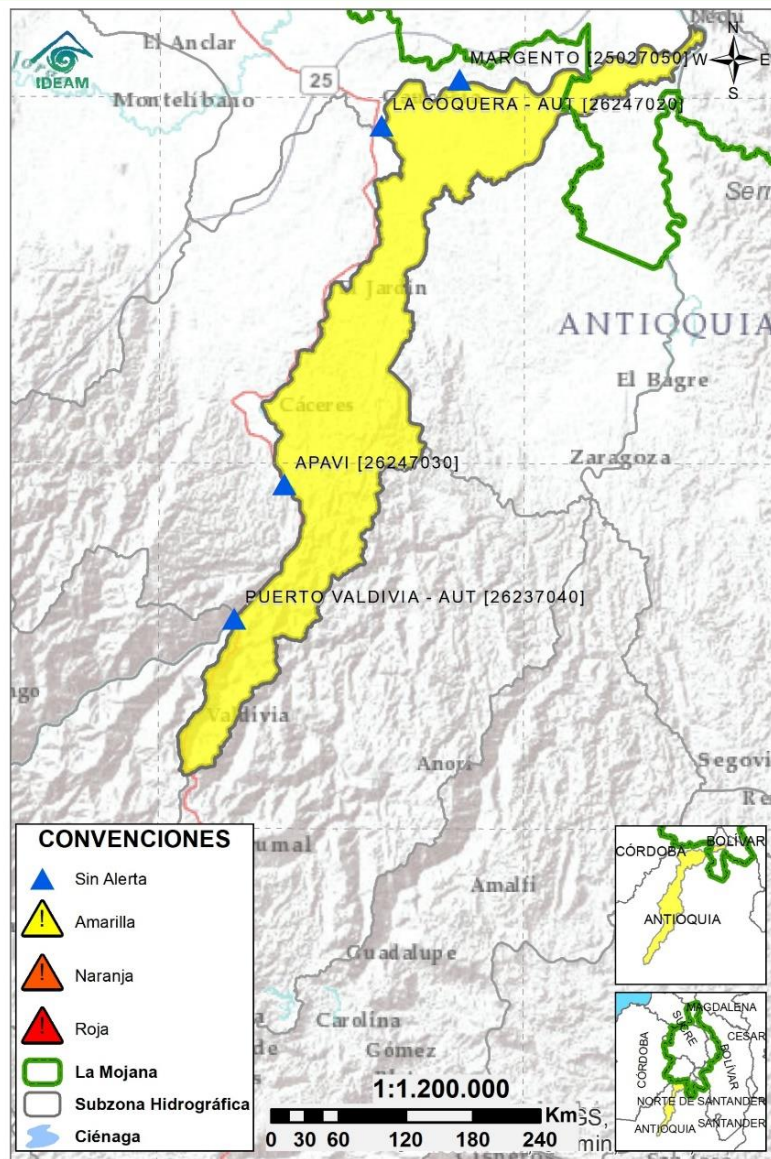 IDEAM
El Anclar
Nechí
N
W E
S
25
MARGENTO [25027050]
Montelíbano
LA COQUERA - AUT [26247020]
El Jardín
ANTIOQUIA
El Bagre
Cáceres
Zaragoza
APAVI [26247030]
PUERTO VALDIVIA - AUT [26237040]
Valdivia
Anorí
Segovi
Amalfi
Guadalupe
Carolina
Gómez
CONVENCIONES
Sin Alerta
! Amarilla
! Naranja
! Roja
La Mojana
Subzona Hidrográfica
Ciénaga
1:1.200.000
Km
0 30 60 120 180 240
CÓRDOBA
BOLÍVAR
ANTIOQUIA
MAGDALENA
SUCRE
CESAR
CÓRDOBA
BOLÍVAR
NORTE DE SANTANDER
ANTIOQUIA
SANTANDER